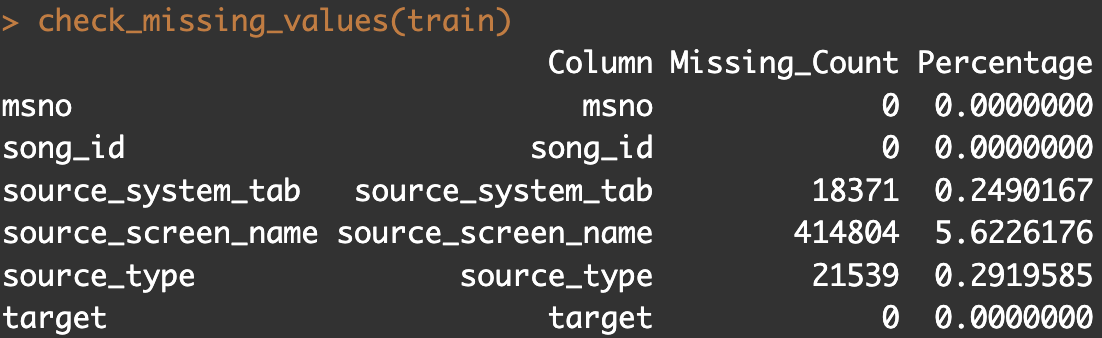 > check_missing_values(train)
Column Missing_Count Percentage
msno msno 0 0.0000000
song_id song_id 0 0.0000000
source_system_tab source_system_tab 18371 0.2490167
source_screen_name source_screen_name 414804 5.6226176
source_type source_type 21539 0.2919585
target target 0 0.0000000